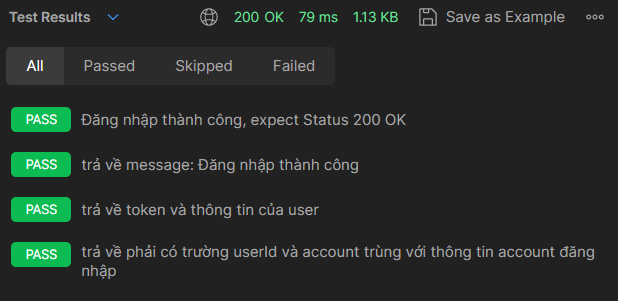 Test Results 200 OK 79 ms 1.13 KB Save as Example
All Passed Skipped Failed
PASS Đăng nhập thành công, expect Status 200 OK
PASS trả về message: Đăng nhập thành công
PASS trả về token và thông tin của user
PASS trả về phải có trường userId và account trùng với thông tin account đăng
nhập